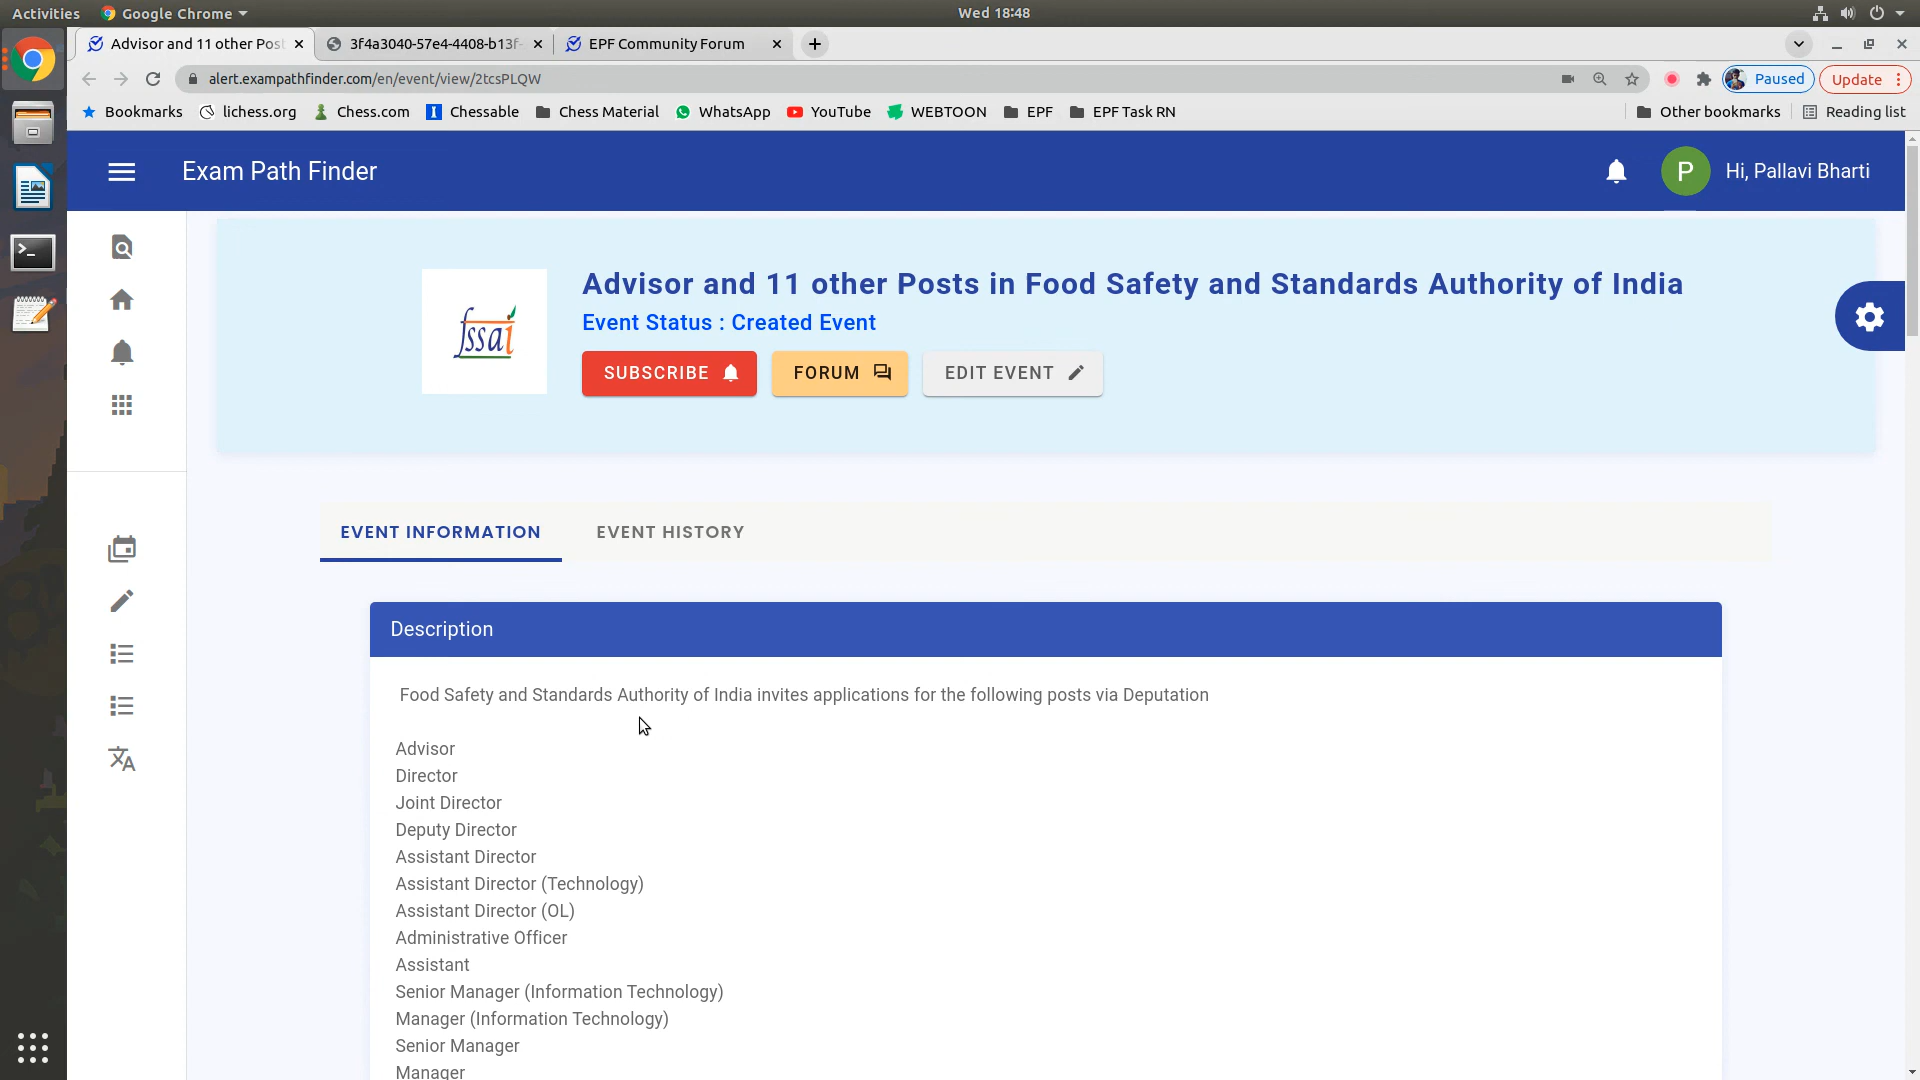 Activities Google Chrome Wed 18:48
Advisor and 11 other Post 3f4a3040-57e4-4408-b13f- EPF Community Forum
alert.exampathfinder.com/en/event/view/2tcsPLQW Paused Update
Bookmarks lichess.org Chess.com Chessable Chess Material WhatsApp YouTube WEBTOON EPF EPF Task RN Other bookmarks Reading list
Exam Path Finder P Hi, Pallavi Bharti
fssai
Advisor and 11 other Posts in Food Safety and Standards Authority of India
Event Status : Created Event
SUBSCRIBE FORUM EDIT EVENT
EVENT INFORMATION EVENT HISTORY
Description
Food Safety and Standards Authority of India invites applications for the following posts via Deputation
Advisor
Director
Joint Director
Deputy Director
Assistant Director
Assistant Director (Technology)
Assistant Director (OL)
Administrative Officer
Assistant
Senior Manager (Information Technology)
Manager (Information Technology)
Senior Manager
Manager